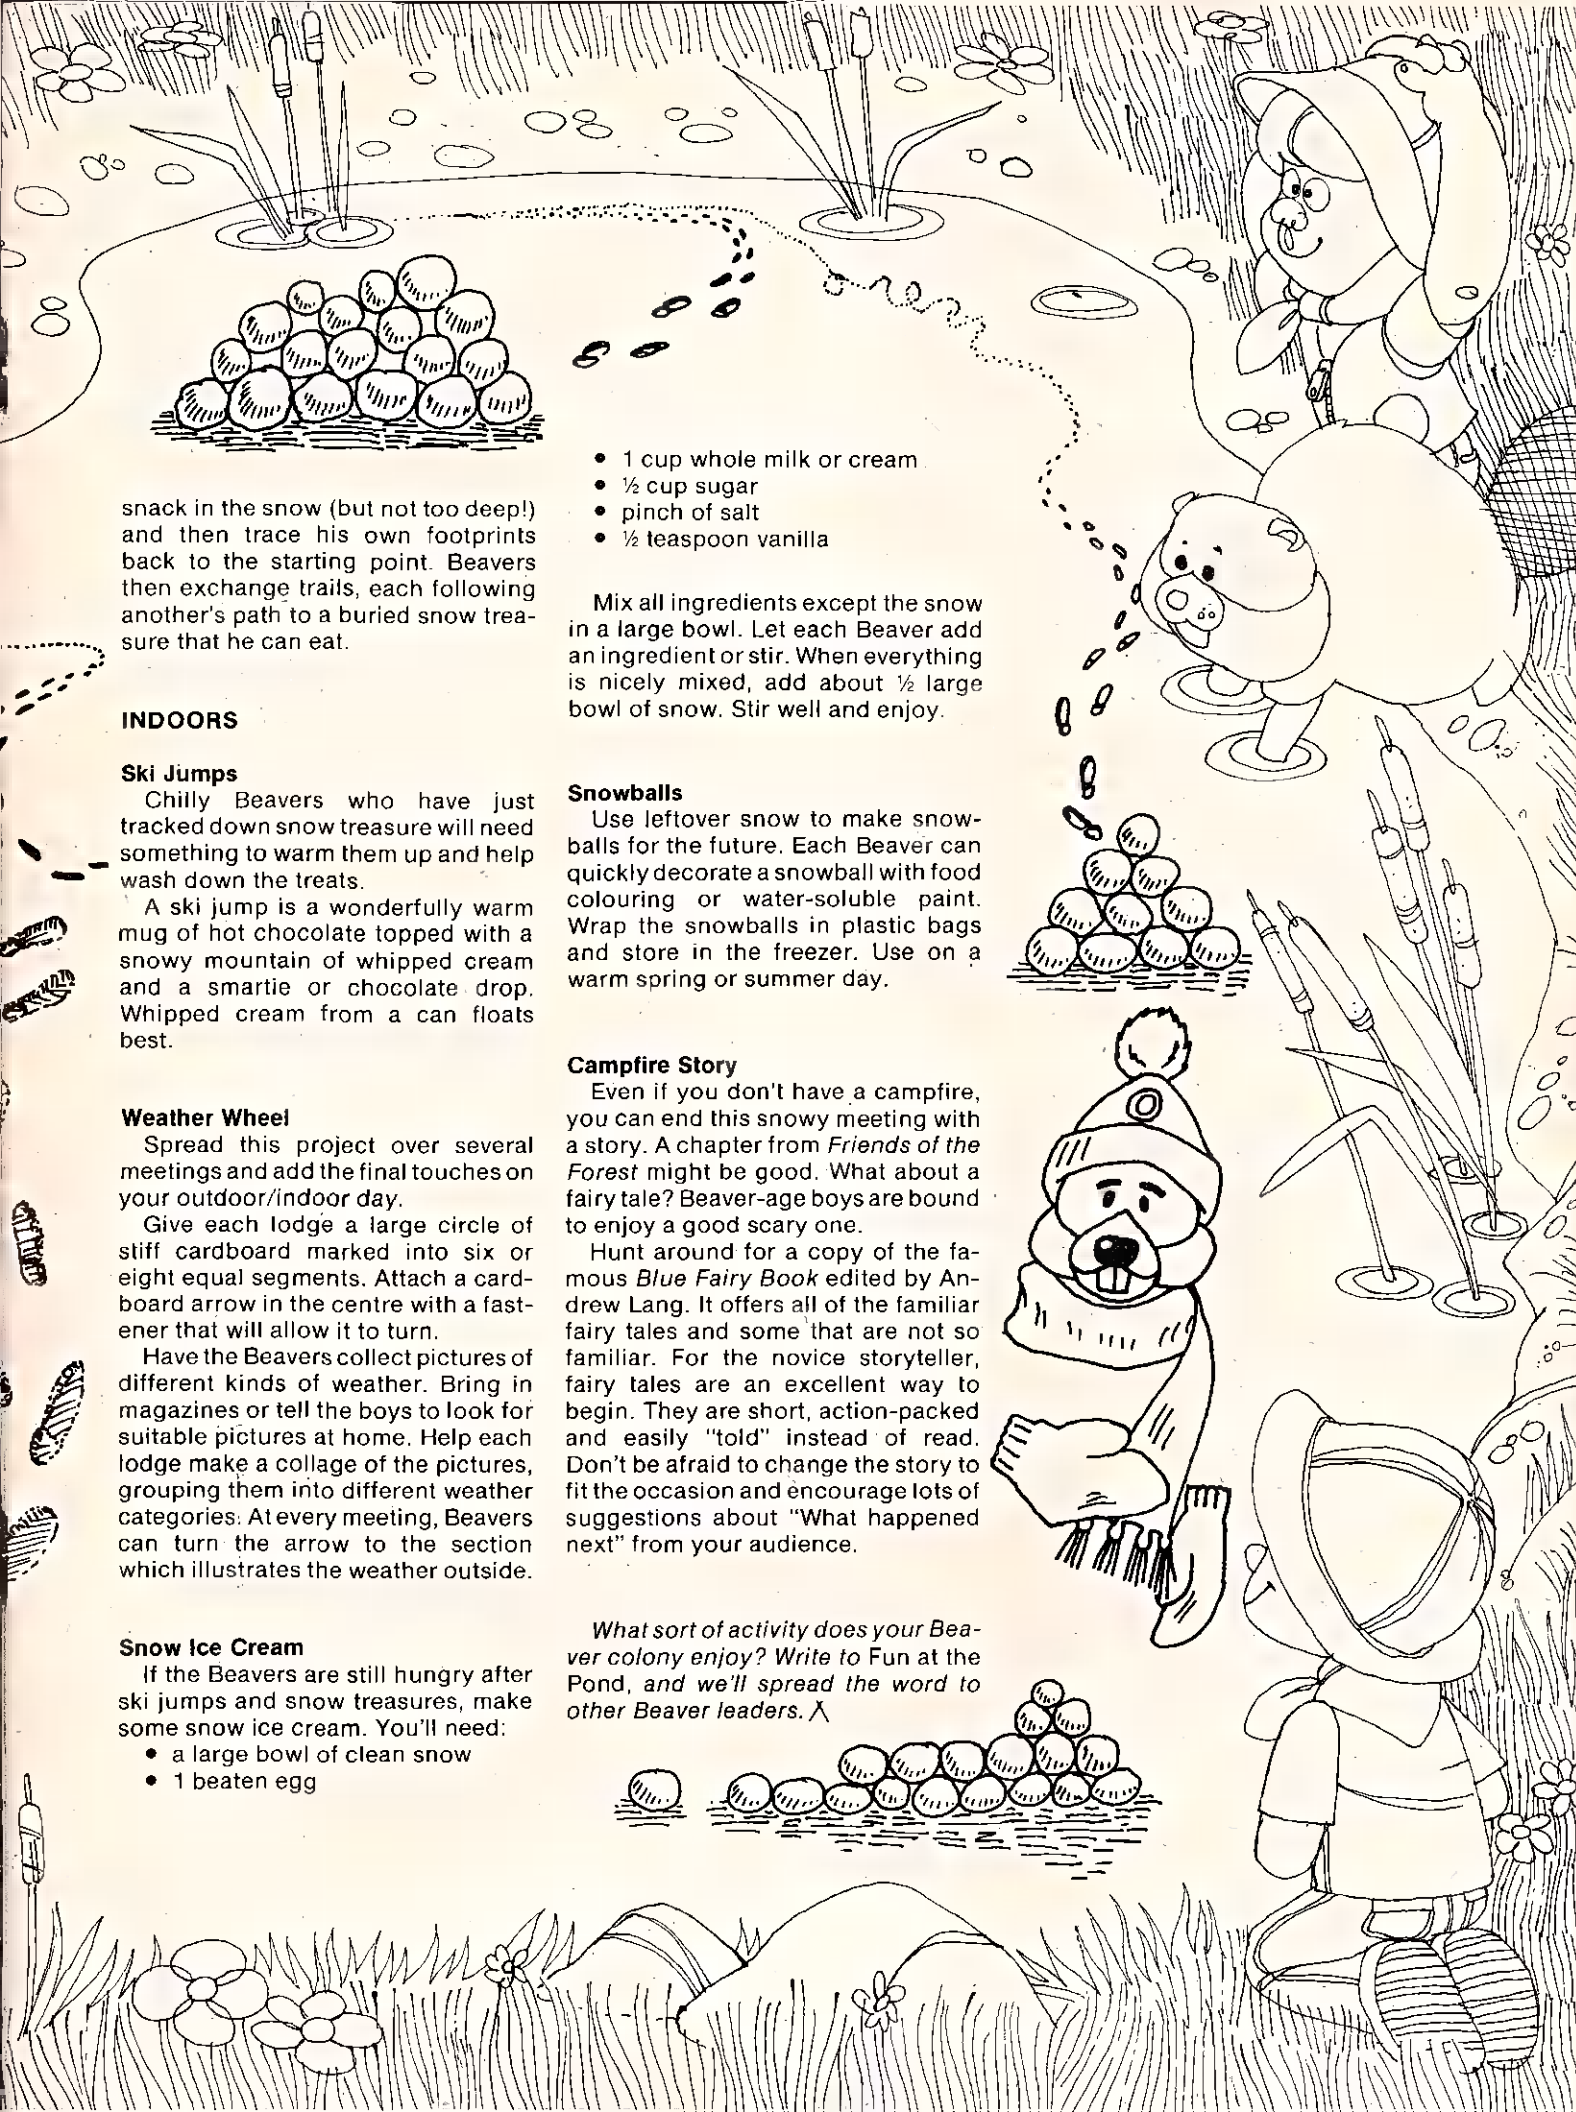 snack in the snow (but not too deep!)
and then trace his own footprints
back to the starting point. Beavers
then exchange trails, each following
another's path to a buried snow trea-
sure that he can eat.
INDOORS
Ski Jumps
Chilly Beavers who have just
tracked down snow treasure will need
something to warm them up and help
wash down the treats.
A ski jump is a wonderfully warm
mug of hot chocolate topped with a
snowy mountain of whipped cream
and a smartie or chocolate drop.
Whipped cream from a can floats
best.
Weather Wheel
Spread this project over several
meetings and add the final touches on
your outdoor/indoor day.
Give each lodge a large circle of
stiff cardboard marked into six or
eight equal segments. Attach a card-
board arrow in the centre with a fast-
ener that will allow it to turn.
Have the Beavers collect pictures of
different kinds of weather. Bring in
magazines or tell the boys to look for
suitable pictures at home. Help each
lodge make a collage of the pictures,
grouping them into different weather
categories. At every meeting, Beavers
can turn the arrow to the section
which illustrates the weather outside.
Snow Ice Cream
If the Beavers are still hungry after
ski jumps and snow treasures, make
some snow ice cream. You'll need:
• a large bowl of clean snow
• 1 beaten egg
• 1 cup whole milk or cream
• ½ cup sugar
• pinch of salt
• ½ teaspoon vanilla
Mix all ingredients except the snow
in a large bowl. Let each Beaver add
an ingredient or stir. When everything
is nicely mixed, add about ½ large
bowl of snow. Stir well and enjoy.
Snowballs
Use leftover snow to make snow-
balls for the future. Each Beaver can
quickly decorate a snowball with food
colouring or water-soluble paint.
Wrap the snowballs in plastic bags
and store in the freezer. Use on a
warm spring or summer day.
Campfire Story
Even if you don't have a campfire,
you can end this snowy meeting with
a story. A chapter from Friends of the
Forest might be good. What about a
fairy tale? Beaver-age boys are bound
to enjoy a good scary one.
Hunt around for a copy of the fa-
mous Blue Fairy Book edited by An-
drew Lang. It offers all of the familiar
fairy tales and some that are not so
familiar. For the novice storyteller,
fairy tales are an excellent way to
begin. They are short, action-packed
and easily "told" instead of read.
Don't be afraid to change the story to
fit the occasion and encourage lots of
suggestions about "What happened
next" from your audience.
What sort of activity does your Bea-
ver colony enjoy? Write to Fun at the
Pond, and we'll spread the word to
other Beaver leaders.